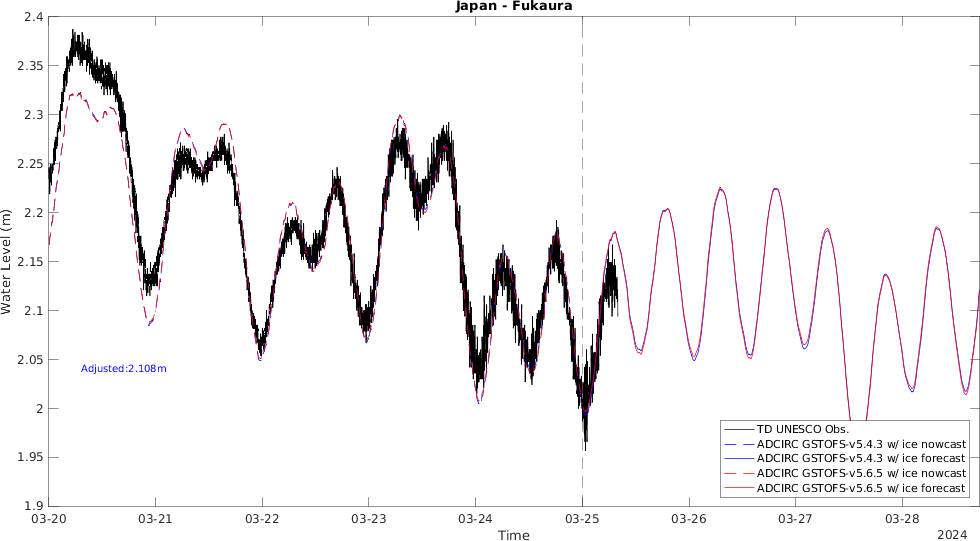 Japan - Fukaura
2.4
2.35
2.3
2.25
2.2
2.15
2.1
2.05
2
1.95
1.9
Water Level (m)
Adjusted:2.108m
TD UNESCO Obs.
ADCIRC GSTOFS-v5.4.3 w/ ice nowcast
ADCIRC GSTOFS-v5.4.3 w/ ice forecast
ADCIRC GSTOFS-v5.6.5 w/ ice nowcast
ADCIRC GSTOFS-v5.6.5 w/ ice forecast
03-20 03-21 03-22 03-23 03-24 03-25 03-26 03-27 03-28
Time
2024